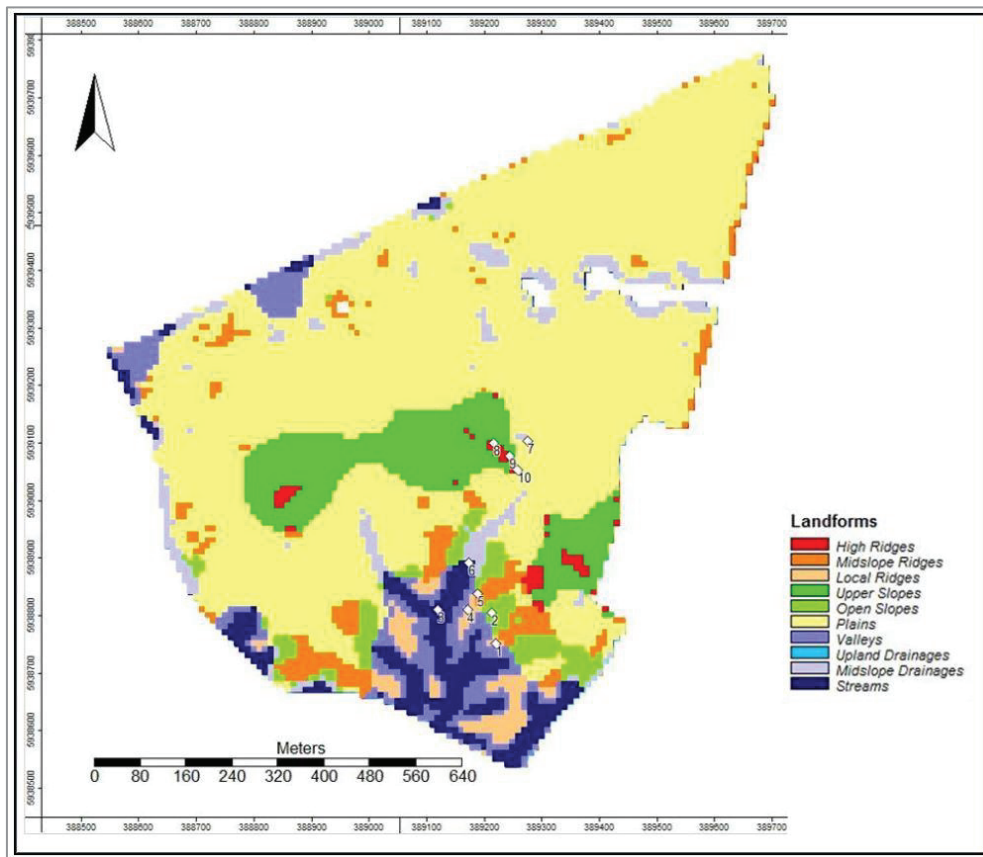 388500 388600 388700 388800 388900 389000 389100 389200 389300 389400 389500 389600 389700
5939700
5939600
5939500
5939400
5939300
5939200
5939100
5939000
5938900
5938800
5938700
5938600
5938500
7
8
9
10
6
5
3
4
2
1
Landforms
High Ridges
Midslope Ridges
Local Ridges
Upper Slopes
Open Slopes
Plains
Valleys
Upland Drainages
Midslope Drainages
Streams
Meters
0 80 160 240 320 400 480 560 640
388500 388600 388700 388800 388900 389000 389100 389200 389300 389400 389500 389600 389700